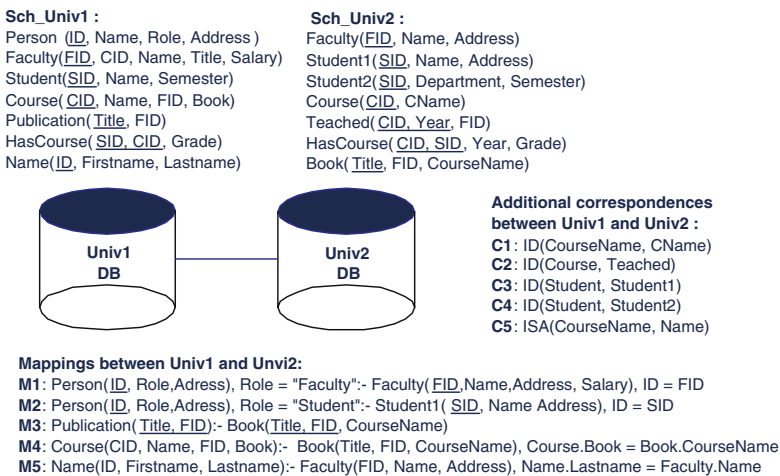 Sch_Univ1 :
Person (ID, Name, Role, Address )
Faculty(FID, CID, Name, Title, Salary)
Student(SID, Name, Semester)
Course( CID, Name, FID, Book)
Publication( Title, FID)
HasCourse( SID, CID, Grade)
Name(ID, Firstname, Lastname)
Sch_Univ2 :
Faculty(FID, Name, Address)
Student1(SID, Name, Address)
Student2(SID, Department, Semester)
Course( CID, CName)
Teached( CID, Year, FID)
HasCourse( CID, SID, Year, Grade)
Book( Title, FID, CourseName)
Univ1
DB
Univ2
DB
Additional correspondences
between Univ1 and Univ2 :
C1: ID(CourseName, CName)
C2: ID(Course, Teached)
C3: ID(Student, Student1)
C4: ID(Student, Student2)
C5: ISA(CourseName, Name)
Mappings between Univ1 and Unvi2:
M1: Person(ID, Role,Adress), Role = "Faculty":- Faculty( FID,Name,Address, Salary), ID = FID
M2: Person(ID, Role,Adress), Role = "Student":- Student1( SID, Name Address), ID = SID
M3: Publication( Title, FID):- Book(Title, FID, CourseName)
M4: Course(CID, Name, FID, Book):- Book(Title, FID, CourseName), Course.Book = Book.CourseName
M5: Name(ID, Firstname, Lastname):- Faculty(FID, Name, Address), Name.Lastname = Faculty.Name